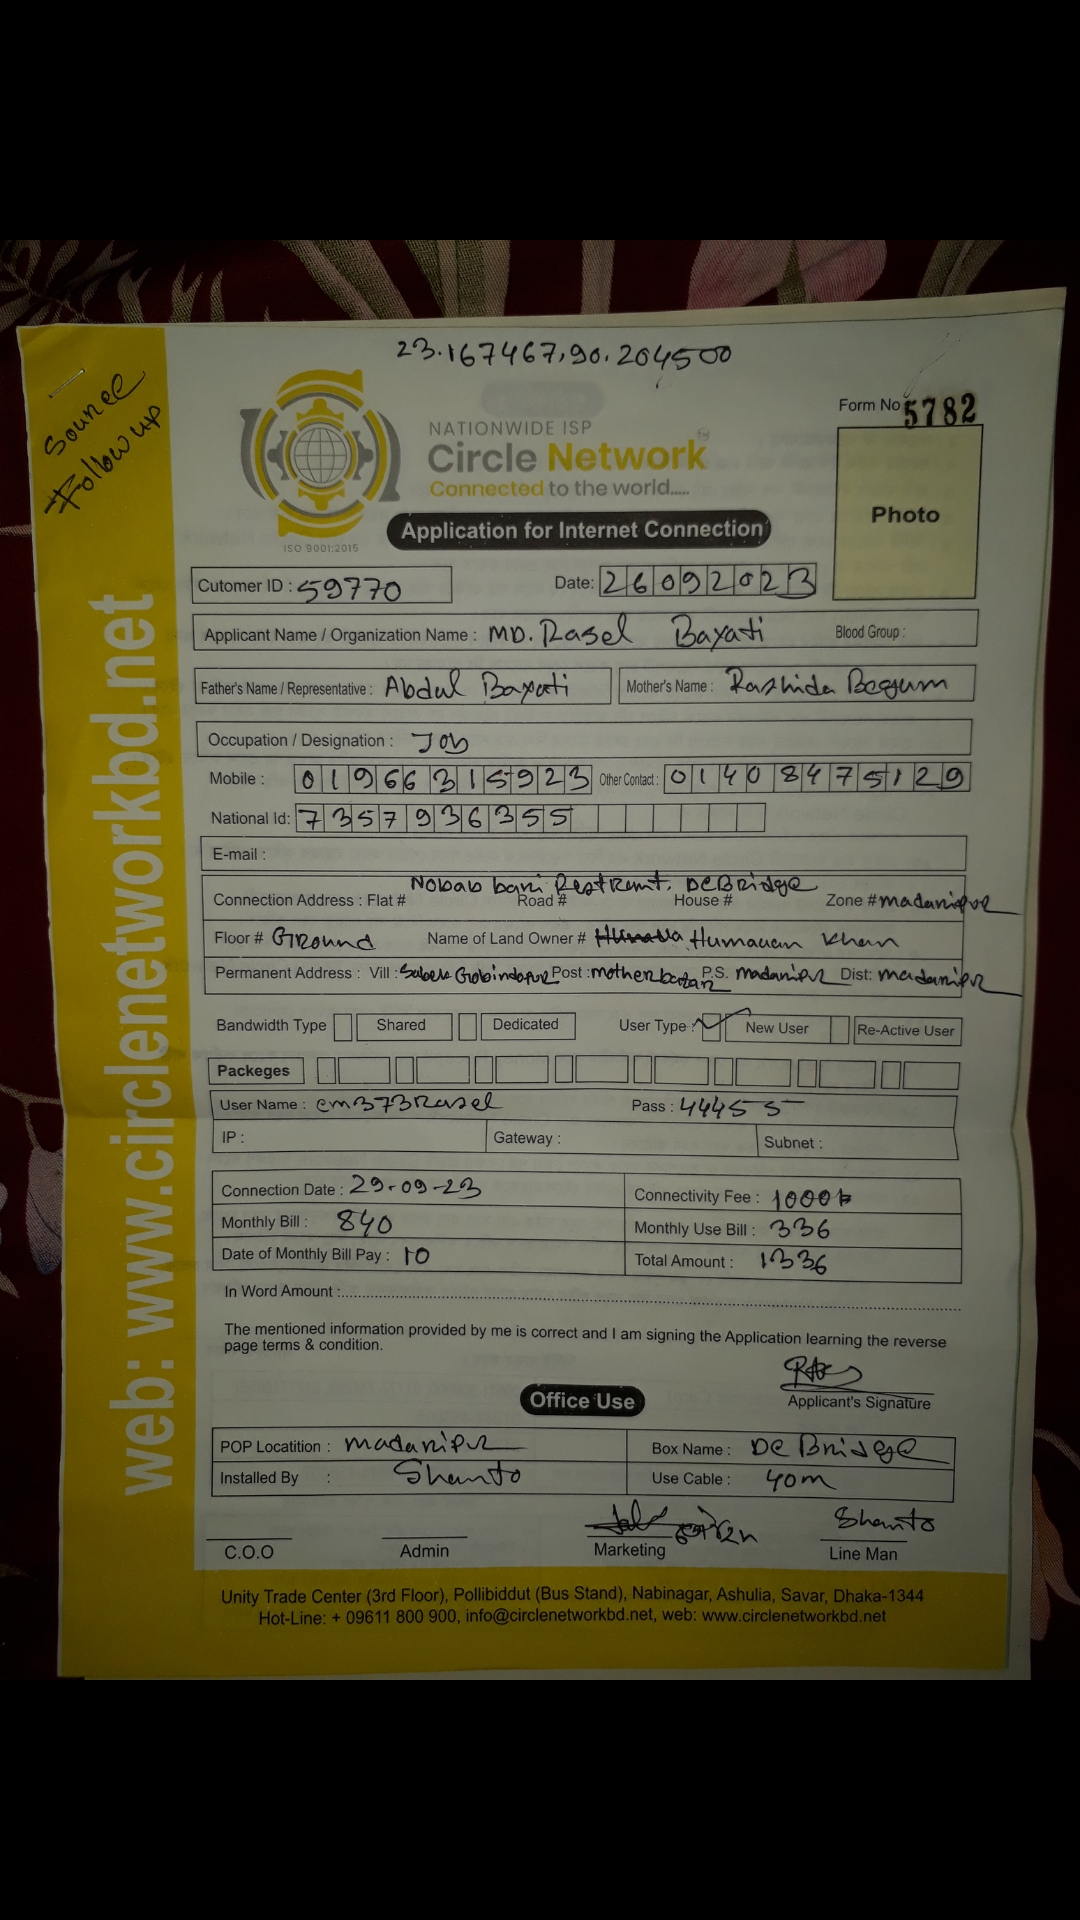 23.167467,90.204500
Source
#Follow up
Form No 5782
NATIONWIDE ISP
Circle Network
Connected to the world.....
ISO 9001:2015
Photo
Application for Internet Connection
Cutomer ID : 59770
Date: 26092023
Applicant Name / Organization Name : MD. Rasel Bayati
Blood Group :
Father's Name / Representative : Abdul Bayati
Mother's Name : Rashida Begum
Occupation / Designation : Job
Mobile : 01966315923 Other Contact : 01408475129
National Id: 7357936355
E-mail :
Nobab bari Restrent. DC Bridge
Connection Address : Flat # Road # House # Zone # madaripur
Floor # Ground Name of Land Owner # Humauan Khan
Permanent Address : Vill : Gobindapur Post : mother bazar P.S. madaripur Dist: madaripur
Bandwidth Type Shared Dedicated User Type : New User Re-Active User
Packeges
User Name : cm373Rasel Pass : 444555
IP : Gateway : Subnet :
Connection Date : 29-09-23 Connectivity Fee : 1000
Monthly Bill : 840 Monthly Use Bill : 336
Date of Monthly Bill Pay : 10 Total Amount : 1336
In Word Amount :
The mentioned information provided by me is correct and I am signing the Application learning the reverse
page terms & condition.
Applicant's Signature
Office Use
POP Locatition : madaripur Box Name : DC Bridge
Installed By : Shanto Use Cable : 40m
Shanto
C.O.O Admin Marketing Line Man
Unity Trade Center (3rd Floor), Pollibiddut (Bus Stand), Nabinagar, Ashulia, Savar, Dhaka-1344
Hot-Line: + 09611 800 900, info@circlenetworkbd.net, web: www.circlenetworkbd.net
web: www.circlenetworkbd.net